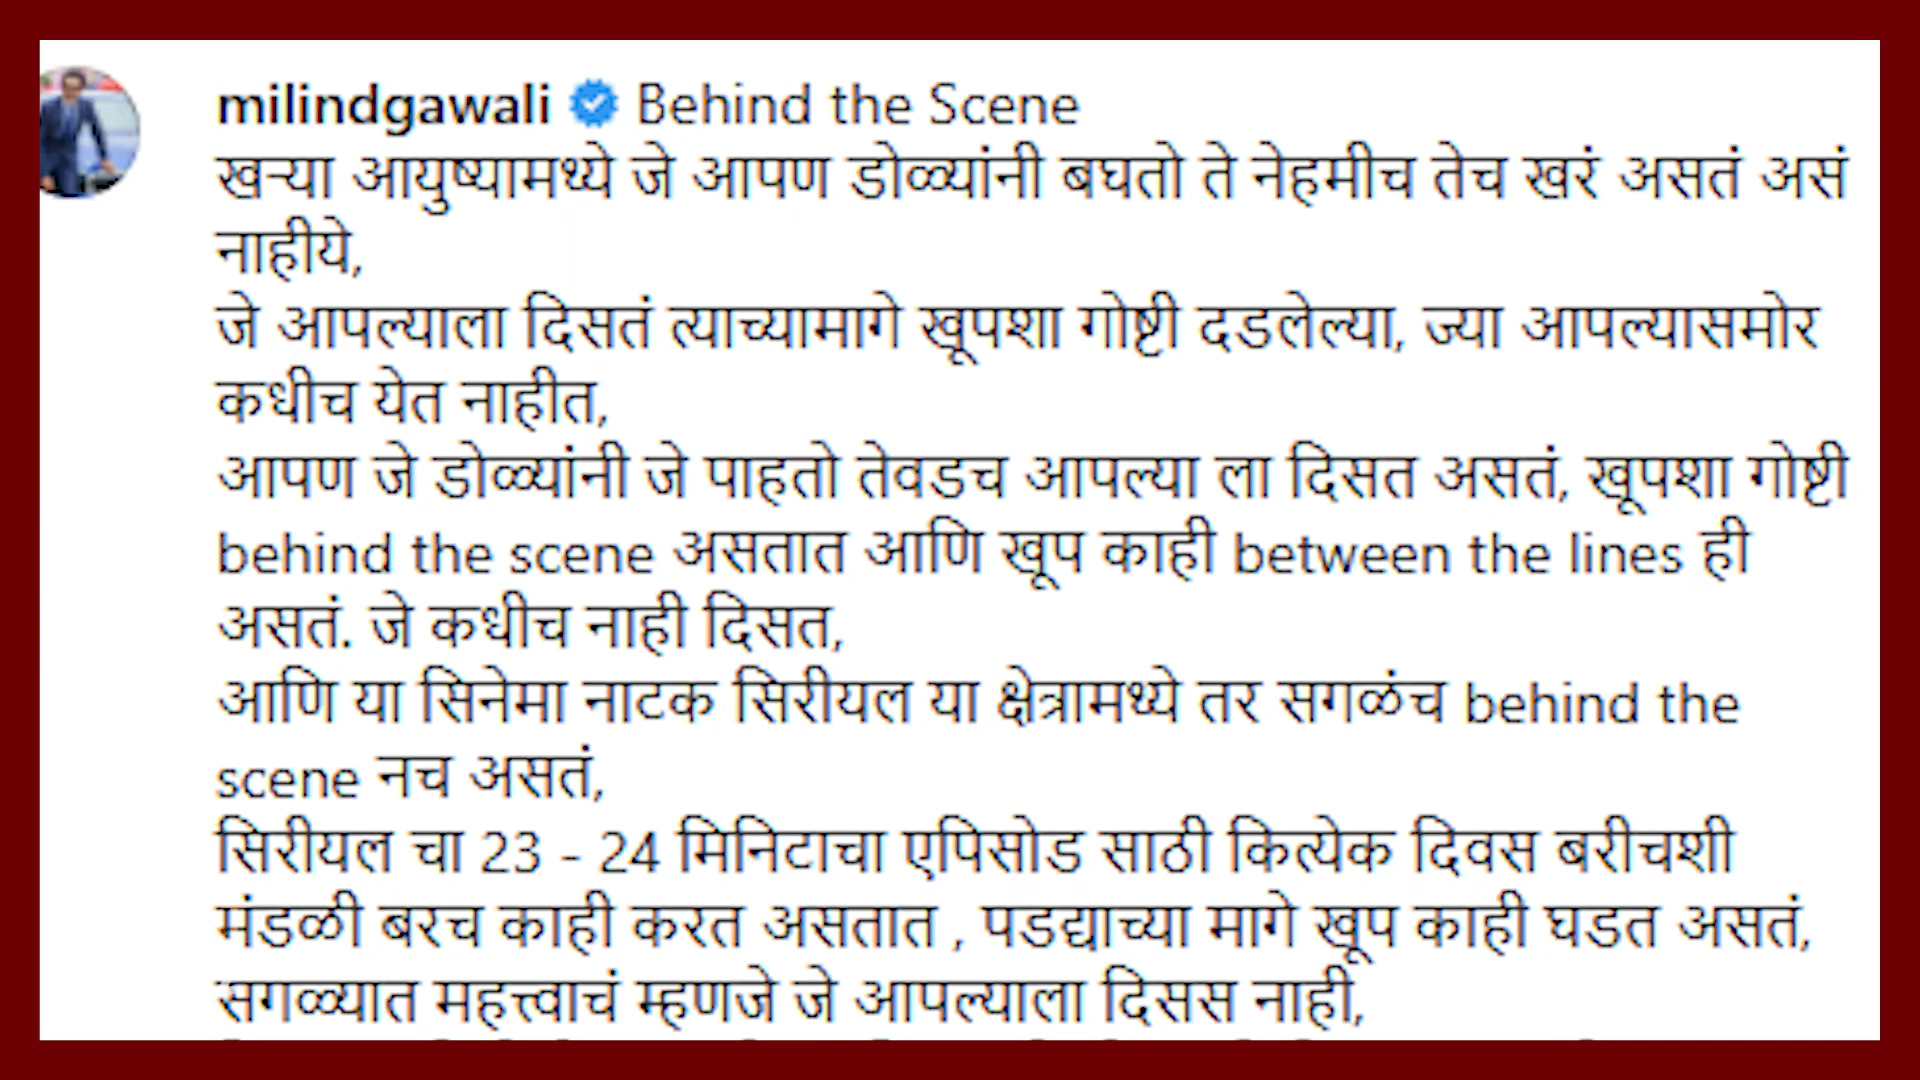 milindgawali Behind the Scene
खऱ्या आयुष्यामध्ये जे आपण डोळ्यांनी बघतो ते नेहमीच तेच खरं असतं असं
नाहीये,
जे आपल्याला दिसतं त्याच्यामागे खूपशा गोष्टी दडलेल्या, ज्या आपल्यासमोर
कधीच येत नाहीत,
आपण जे डोळ्यांनी जे पाहतो तेवडच आपल्या ला दिसत असतं, खूपशा गोष्टी
behind the scene असतात आणि खूप काही between the lines ही
असतं. जे कधीच नाही दिसत,
आणि या सिनेमा नाटक सिरीयल या क्षेत्रामध्ये तर सगळंच behind the
scene नच असतं,
सिरीयल चा 23 - 24 मिनिटाचा एपिसोड साठी कित्येक दिवस बरीचशी
मंडळी बरच काही करत असतात , पडद्याच्या मागे खूप काही घडत असतं,
सगळ्यात महत्त्वाचं म्हणजे जे आपल्याला दिसस नाही,